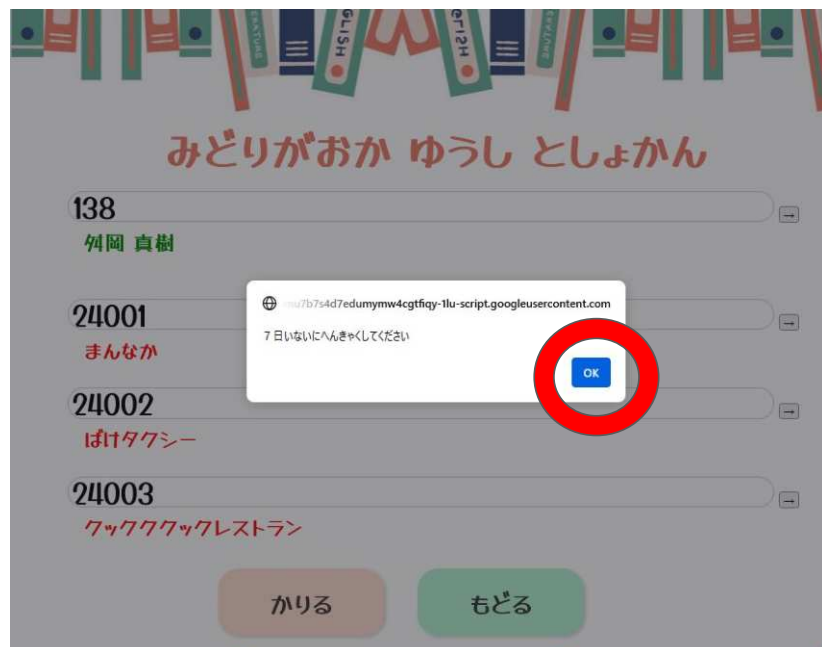 ENGLISH
ENGLISH
みどりがおか ゆうし としょかん
138
→
舛岡 真樹
mu7b7s4d7edumymw4cgtfiqy-1lu-script.googleusercontent.com
7 日いないにへんきゃくしてください
OK
24001
→
まんなか
24002
→
ばけタクシー
24003
→
クックククックレストラン
かりる
もどる